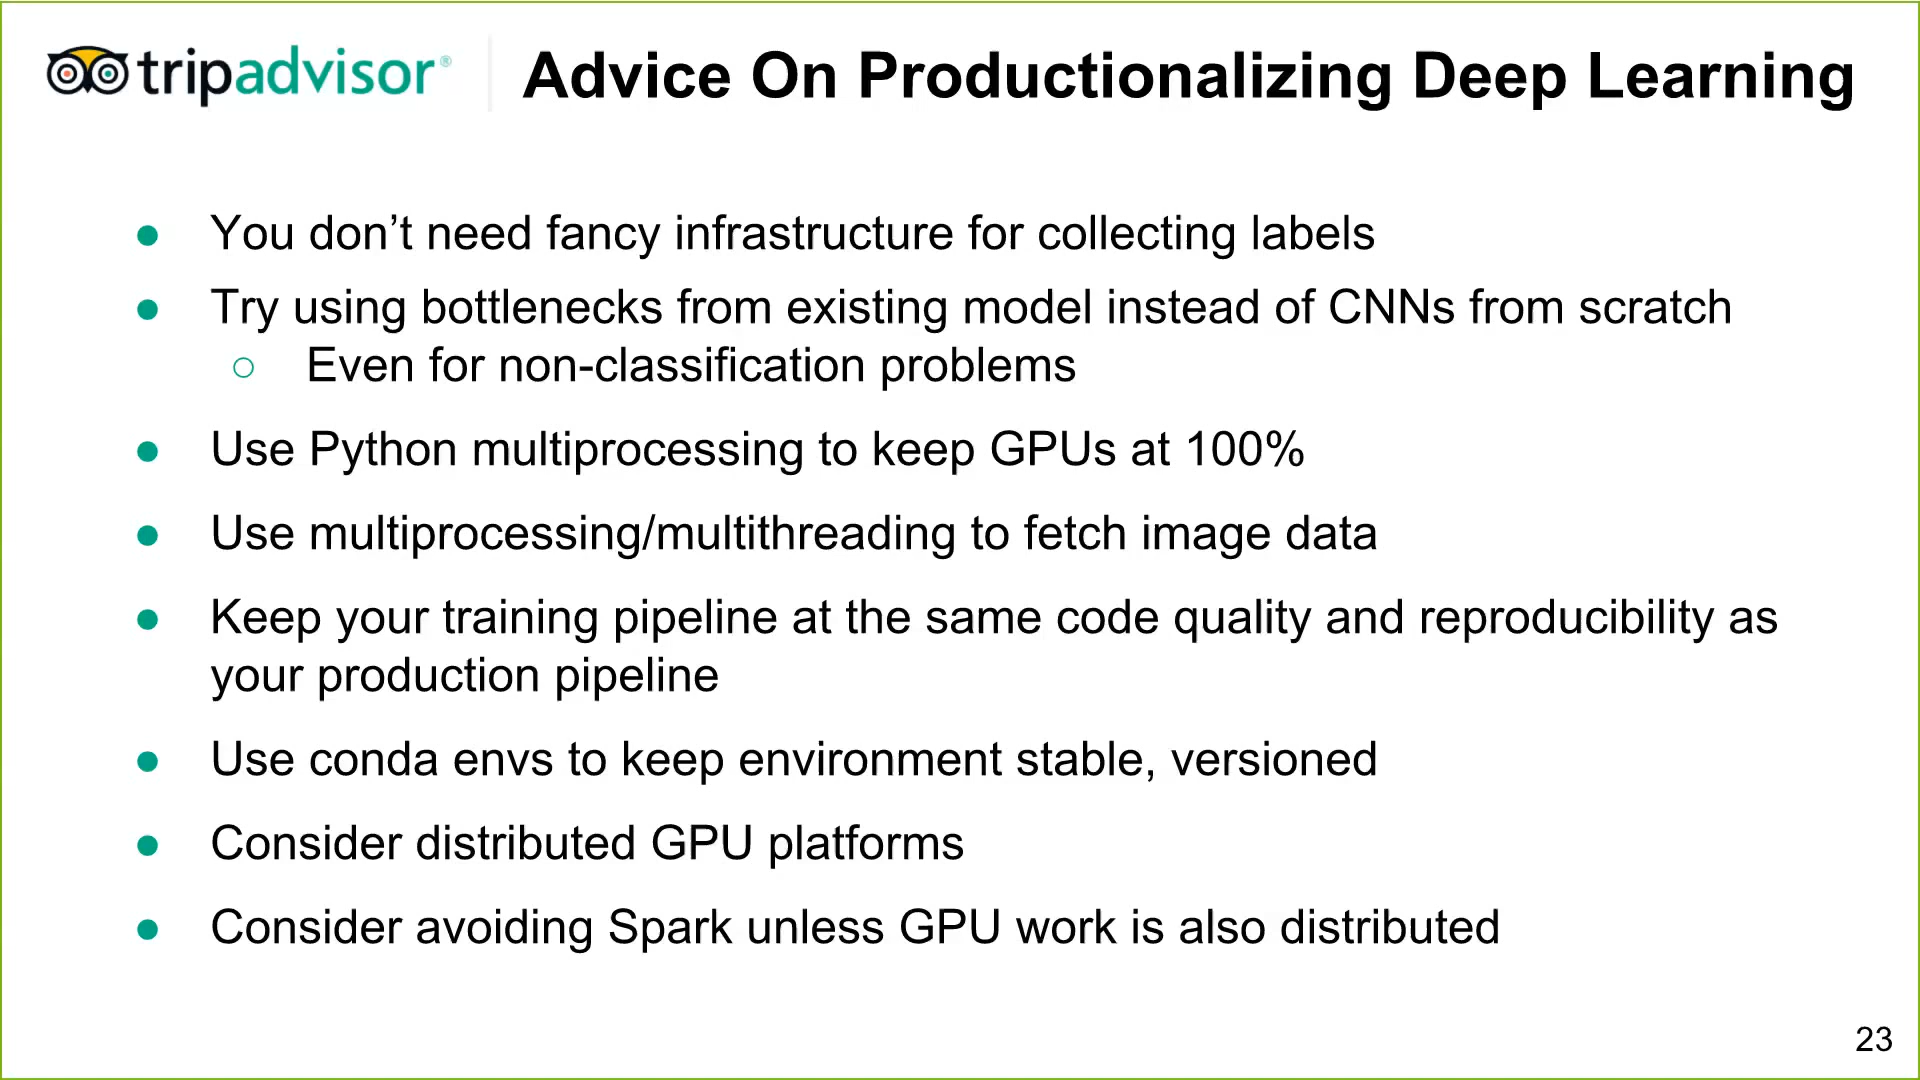 tripadvisor®
Advice On Productionalizing Deep Learning
● You don’t need fancy infrastructure for collecting labels
● Try using bottlenecks from existing model instead of CNNs from scratch
○ Even for non-classification problems
● Use Python multiprocessing to keep GPUs at 100%
● Use multiprocessing/multithreading to fetch image data
● Keep your training pipeline at the same code quality and reproducibility as
your production pipeline
● Use conda envs to keep environment stable, versioned
● Consider distributed GPU platforms
● Consider avoiding Spark unless GPU work is also distributed
23